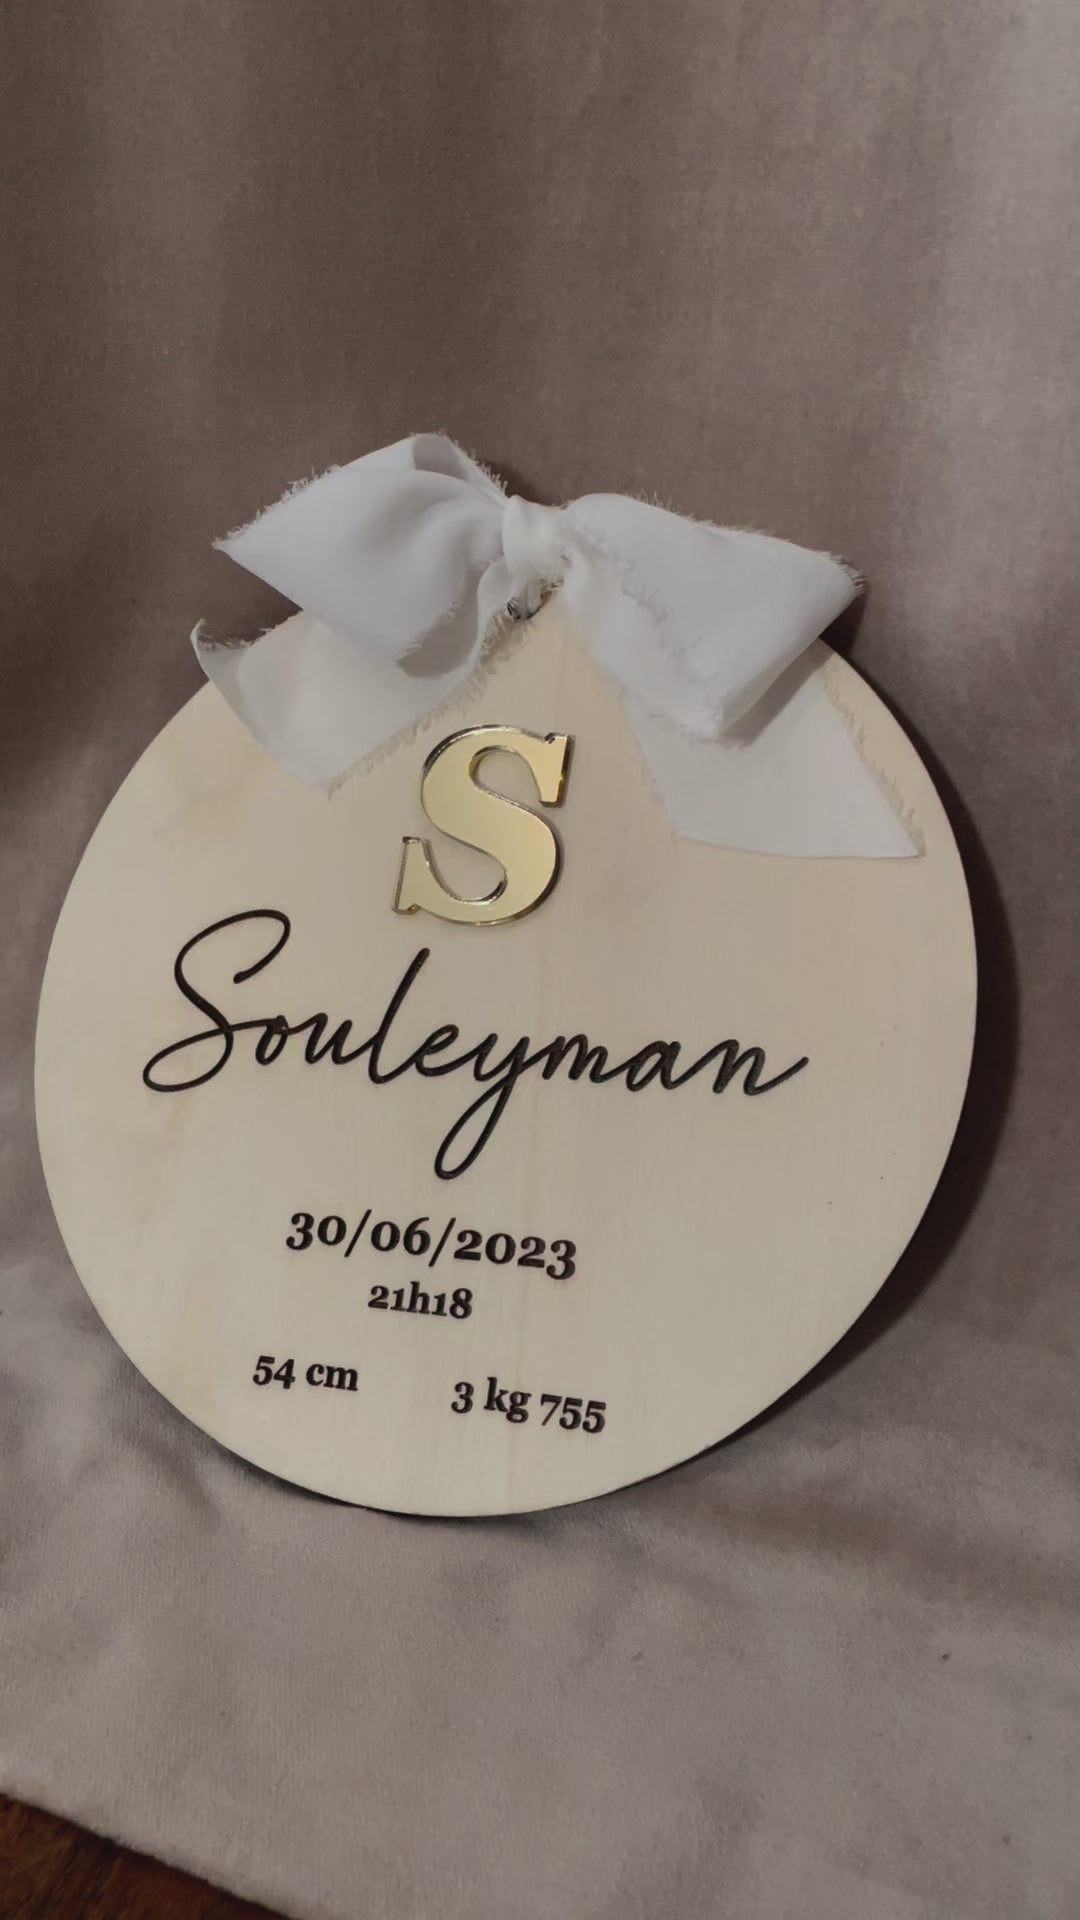 S
Souleyman
30/06/2023
21h18
54 cm 3 kg 755